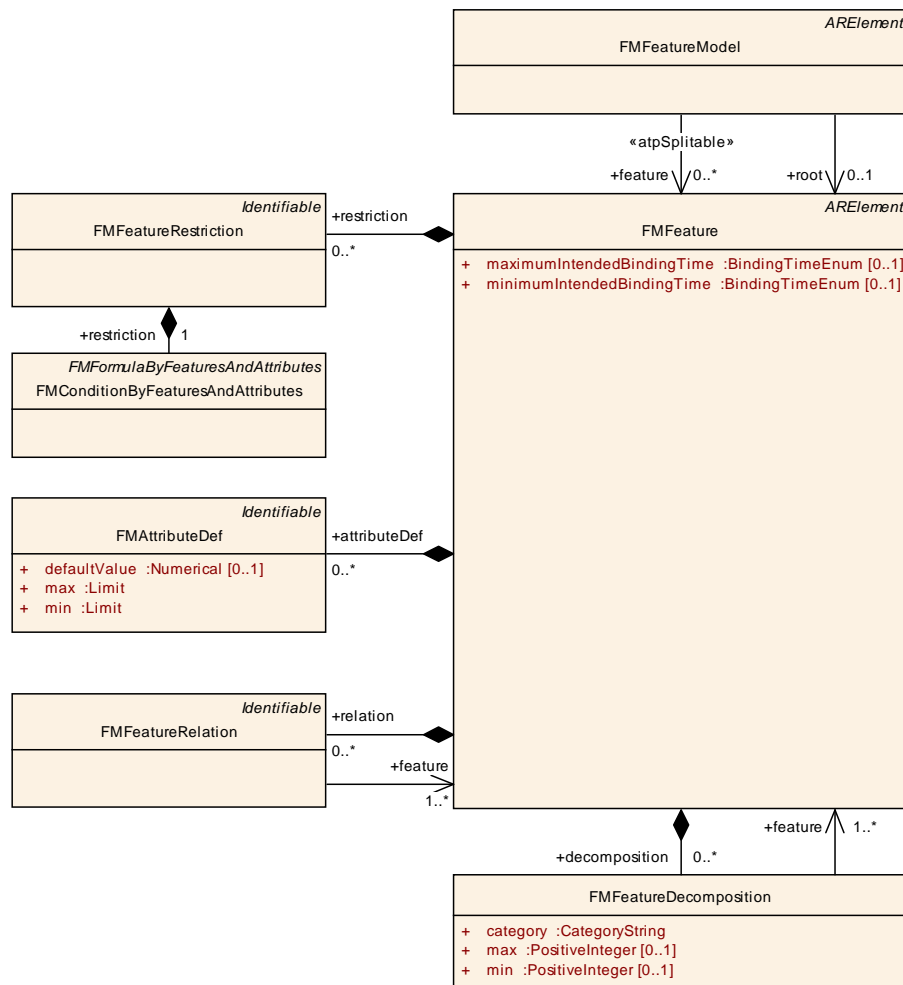 ARElement
FMFeatureModel
«atpSplitable»
+feature 0..*
+root 0..1
Identifiable
FMFeatureRestriction
+restriction
0..*
ARElement
FMFeature
+ maximumIntendedBindingTime :BindingTimeEnum [0..1]
+ minimumIntendedBindingTime :BindingTimeEnum [0..1]
+restriction 1
FMFormulaByFeaturesAndAttributes
FMConditionByFeaturesAndAttributes
Identifiable
FMAttributeDef
+ defaultValue :Numerical [0..1]
+ max :Limit
+ min :Limit
+attributeDef
0..*
Identifiable
FMFeatureRelation
+relation
0..*
+feature
1..*
+decomposition 0..*
+feature 1..*
FMFeatureDecomposition
+ category :CategoryString
+ max :PositiveInteger [0..1]
+ min :PositiveInteger [0..1]